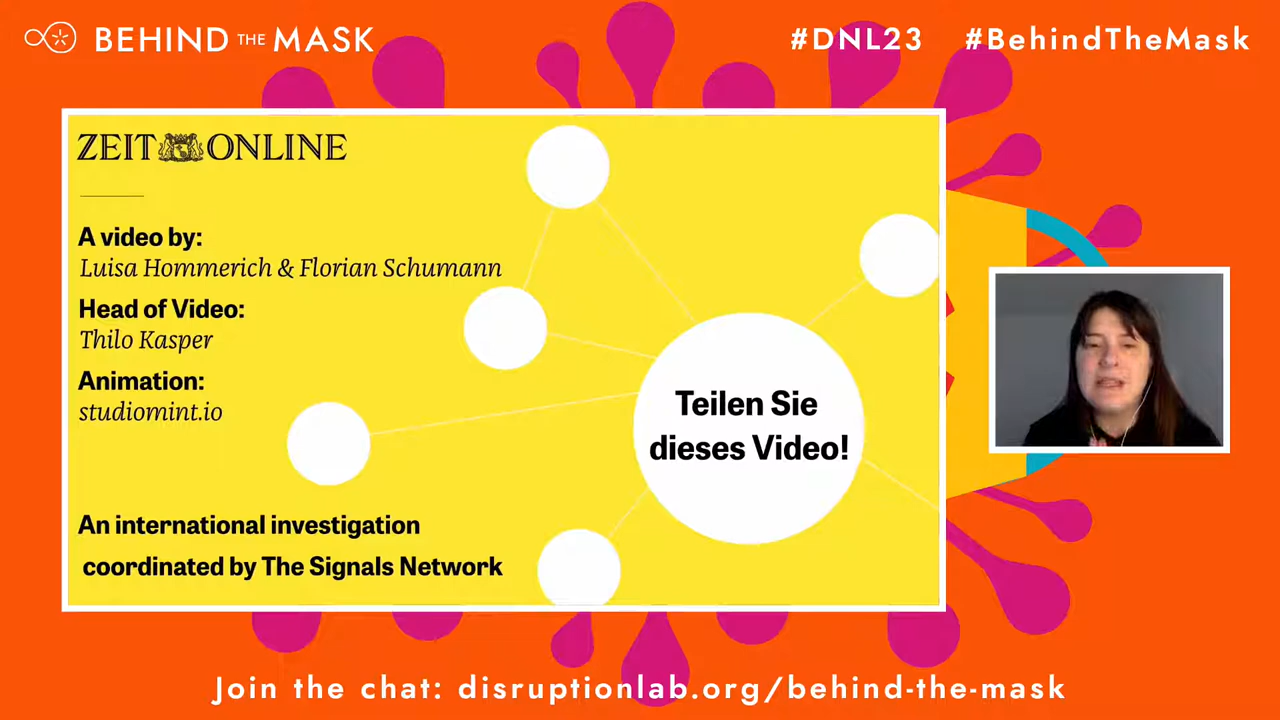 BEHIND THE MASK
#DNL23 #BehindTheMask
ZEIT ONLINE
A video by:
Luisa Hommerich & Florian Schumann
Head of Video:
Thilo Kasper
Animation:
studiomint.io
Teilen Sie
dieses Video!
An international investigation
coordinated by The Signals Network
Join the chat: disruptionlab.org/behind-the-mask